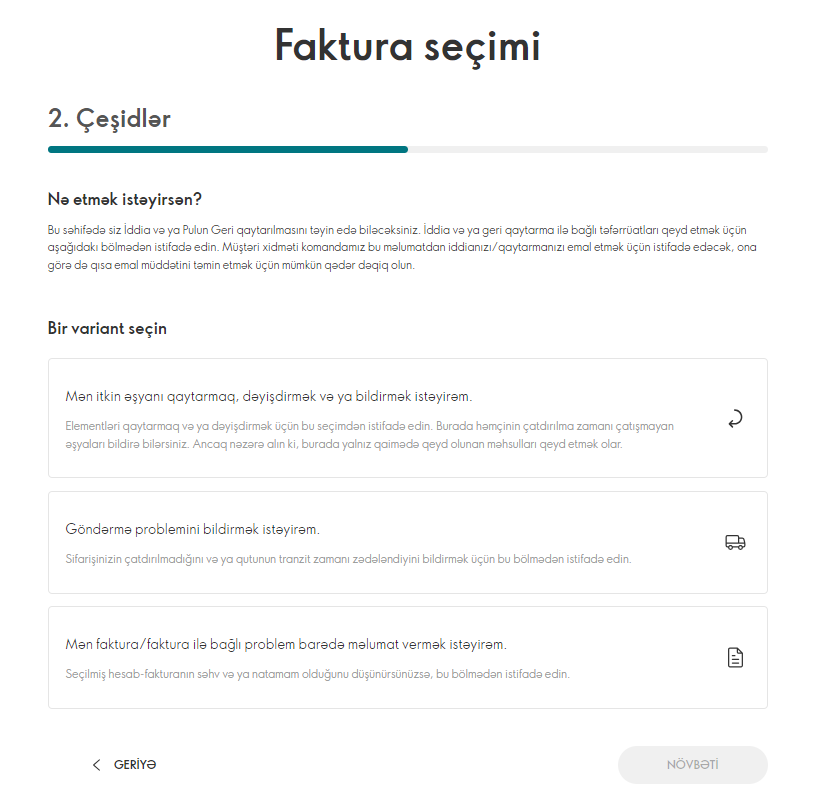 Faktura seçimi
2. Çeşidlər
Nə etmək istəyirsən?
Bu səhifədə siz İddia və ya Pulun Geri qaytarılmasını təyin edə biləcəksiniz. İddia və ya geri qaytarma ilə bağlı təfərrüatları qeyd etmək üçün
aşağıdakı bölmədən istifadə edin. Müştəri xidməti komandamız bu məlumatdan iddianızı/qaytarmanızı emal etmək üçün istifadə edəcək, ona
görə də qısa emal müddətini təmin etmək üçün mümkün qədər dəqiq olun.
Bir variant seçin
Mən itkin əşyanı qaytarmaq, dəyişdirmək və ya bildirmək istəyirəm.
Elementləri qaytarmaq və ya dəyişdirmək üçün bu seçimdən istifadə edin. Burada həmçinin çatdırılma zamanı çatışmayan
əşyaları bildirə bilərsiniz. Ancaq nəzərə alın ki, burada yalnız qaimədə qeyd olunan məhsulları qeyd etmək olar.
Göndərmə problemini bildirmək istəyirəm.
Sifarişinizin çatdırılmadığını və ya qutunun tranzit zamanı zədələndiyini bildirmək üçün bu bölmədən istifadə edin.
Mən faktura/faktura ilə bağlı problem barədə məlumat vermək istəyirəm.
Seçilmiş hesab-fakturanın səhv və ya natamam olduğunu düşünürsünüzsə, bu bölmədən istifadə edin.
GERİYƏ
NÖVBƏTİ